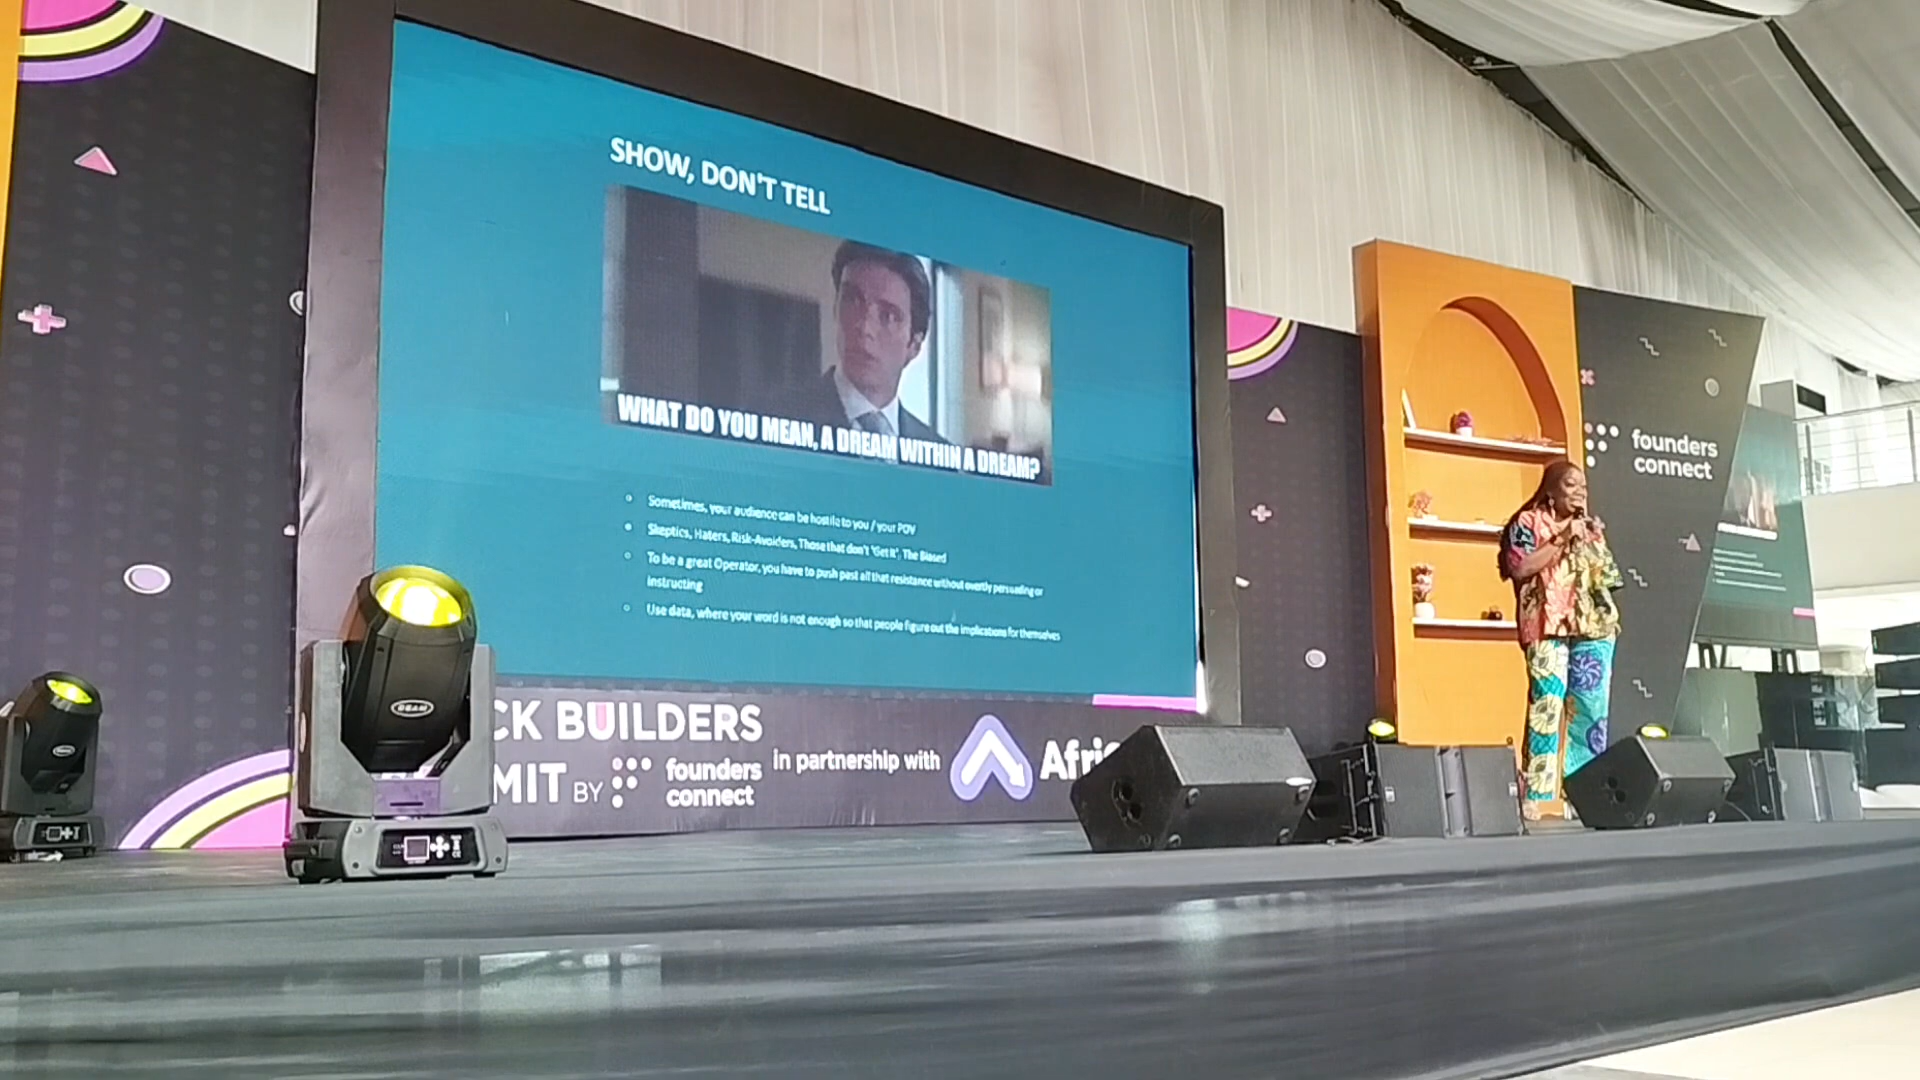 SHOW, DON'T TELL
WHAT DO YOU MEAN, A DREAM WITHIN A DREAM?
Sometimes, your audience can be hostile to you / your POV
Skeptics, Haters, Risk-Avoiders, Those that don't 'Get It', The Biased
To be a great Operator, you have to push past all that resistance without overtly persuading or
instructing
Use data, where your word is not enough so that people figure out the implications for themselves
founders
connect
CK BUILDERS
MIT BY founders
connect
in partnership with
Afri
BEAM